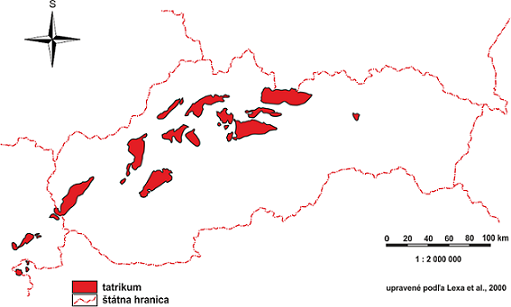 S
0 20 40 60 80 100 km
1 : 2 000 000
tatrikum
štátna hranica
upravené podľa Lexa et al., 2000